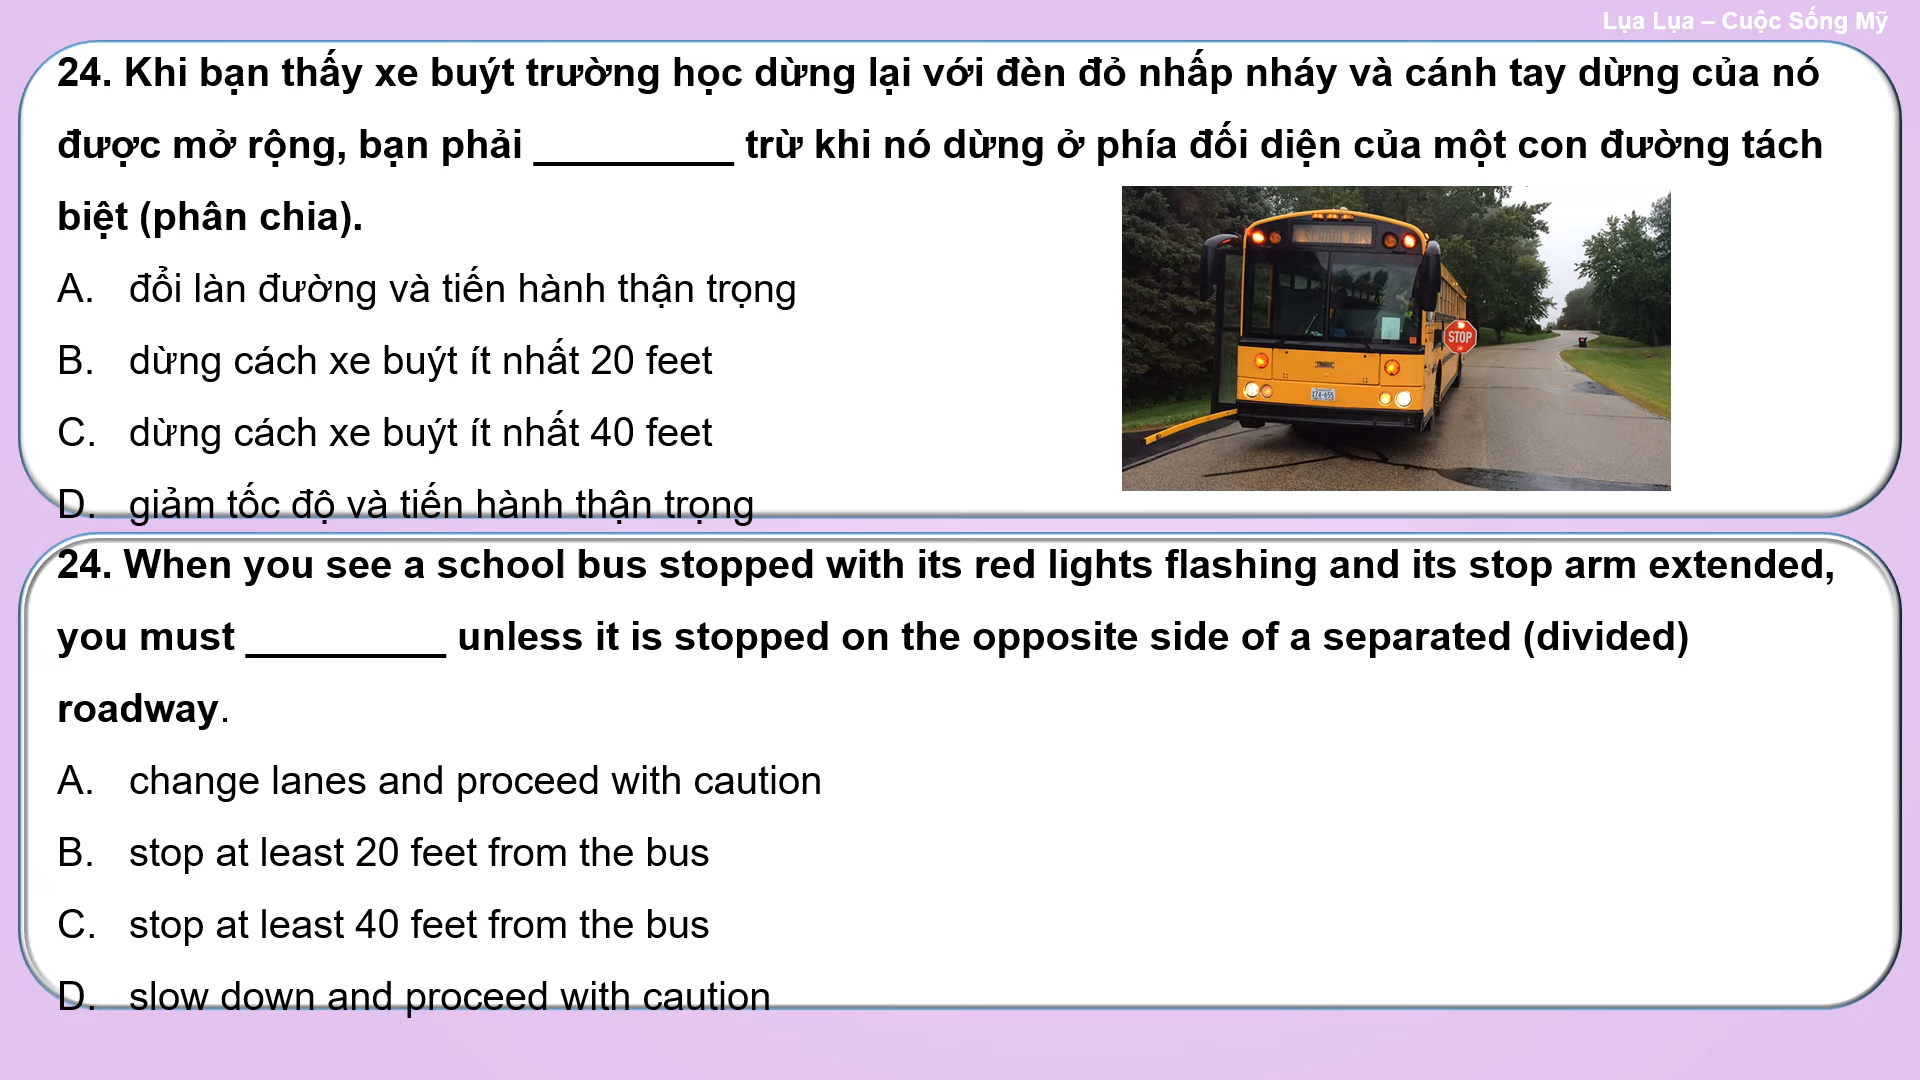 Lụa Lụa – Cuộc Sống Mỹ
24. Khi bạn thấy xe buýt trường học dừng lại với đèn đỏ nhấp nháy và cánh tay dừng của nó
được mở rộng, bạn phải _________ trừ khi nó dừng ở phía đối diện của một con đường tách
biệt (phân chia).
SCHOOL BUS
STOP
A. đổi làn đường và tiến hành thận trọng
B. dừng cách xe buýt ít nhất 20 feet
C. dừng cách xe buýt ít nhất 40 feet
D. giảm tốc độ và tiến hành thận trọng
24. When you see a school bus stopped with its red lights flashing and its stop arm extended,
you must _________ unless it is stopped on the opposite side of a separated (divided)
roadway.
A. change lanes and proceed with caution
B. stop at least 20 feet from the bus
C. stop at least 40 feet from the bus
D. slow down and proceed with caution